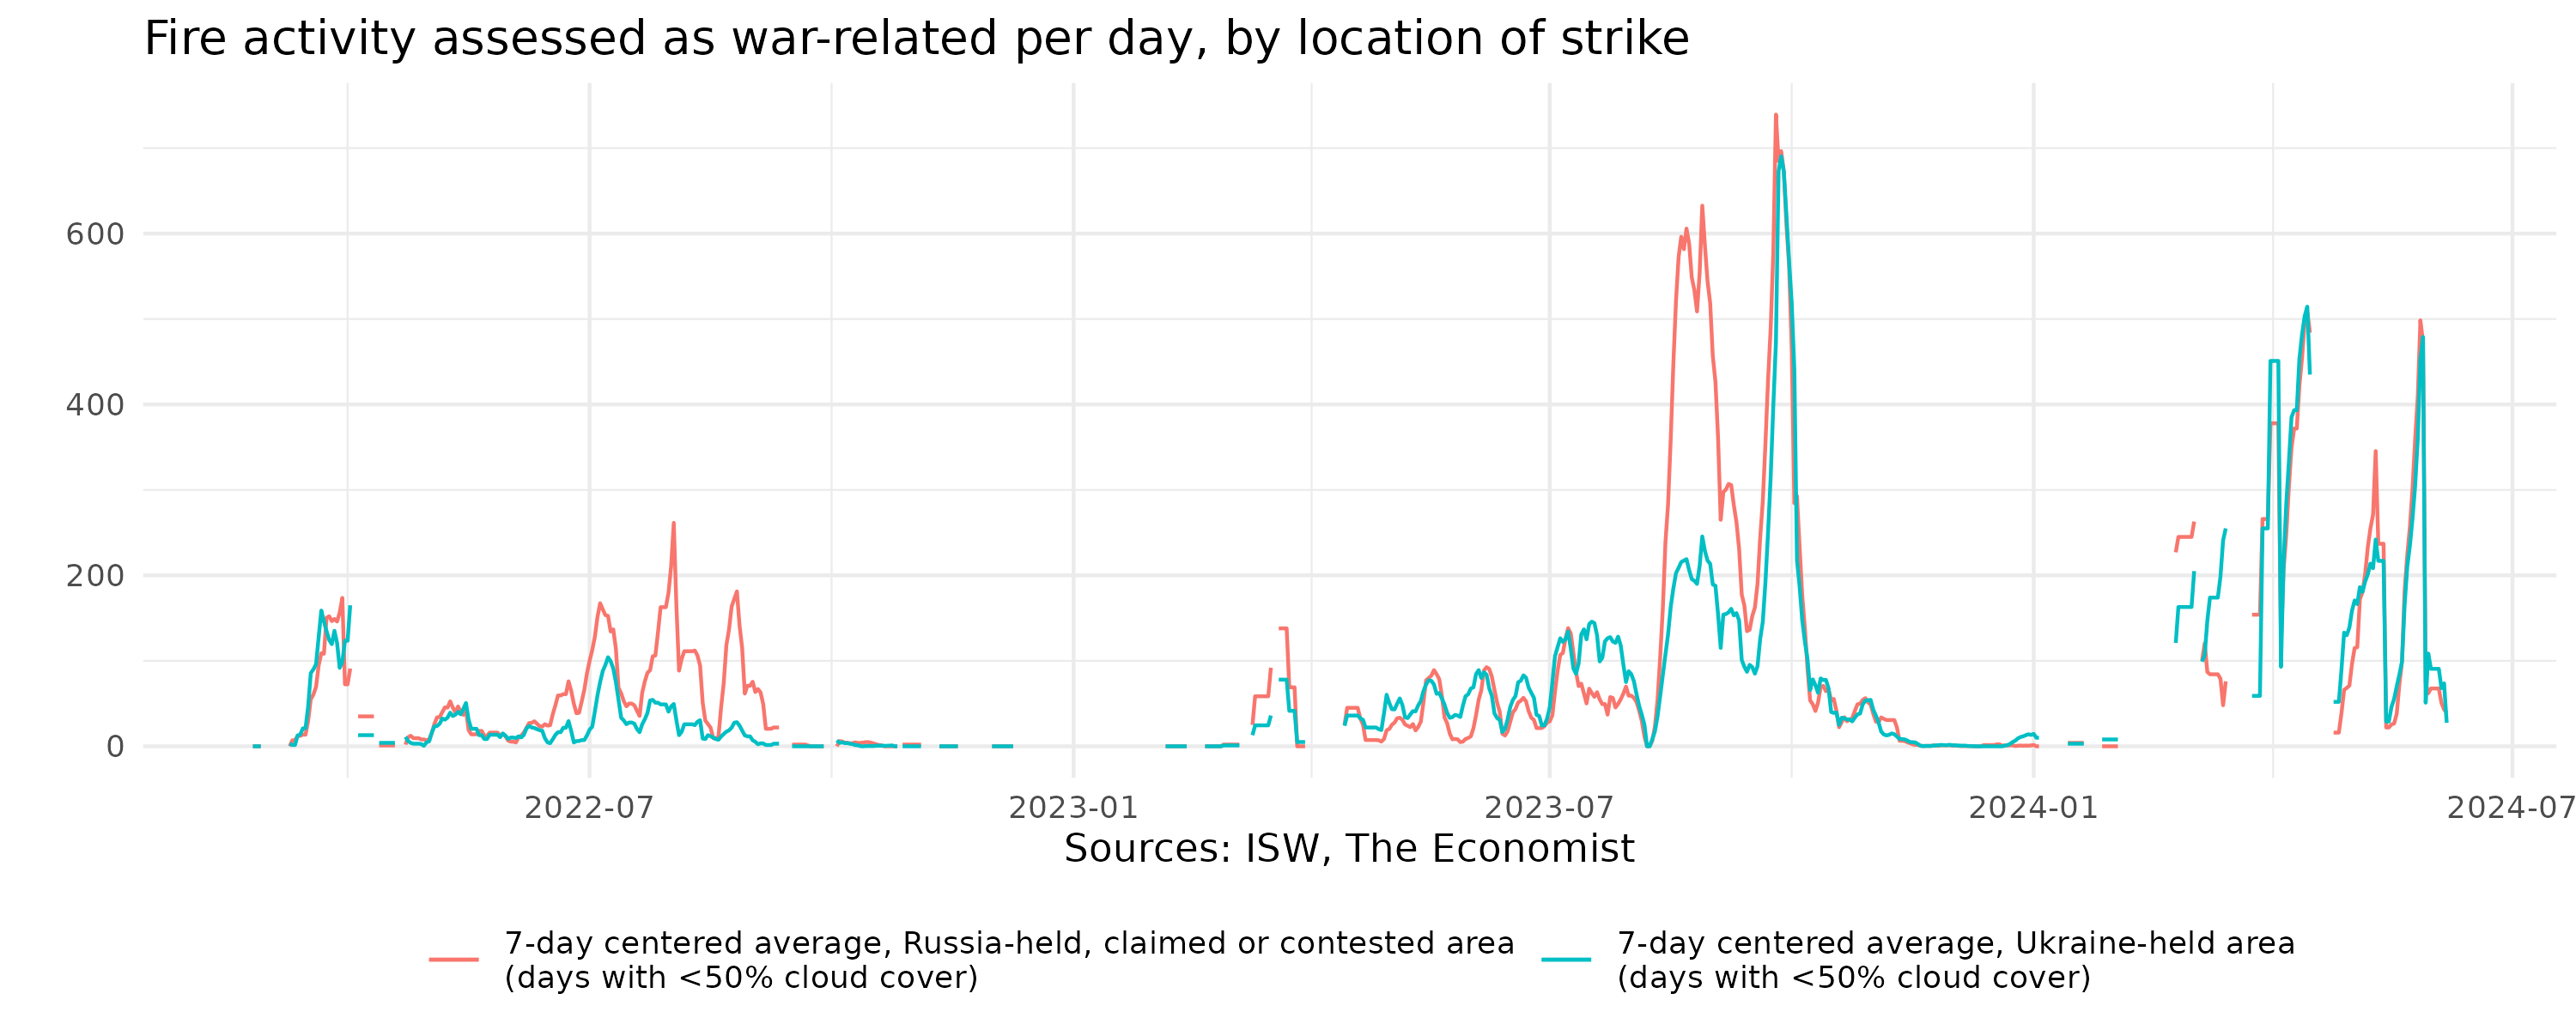 Fire activity assessed as war-related per day, by location of strike
600
400
200
0
2022-07
2023-01
2023-07
2024-01
2024-07
Sources: ISW, The Economist
7-day centered average, Russia-held, claimed or contested area
(days with <50% cloud cover)
7-day centered average, Ukraine-held area
(days with <50% cloud cover)